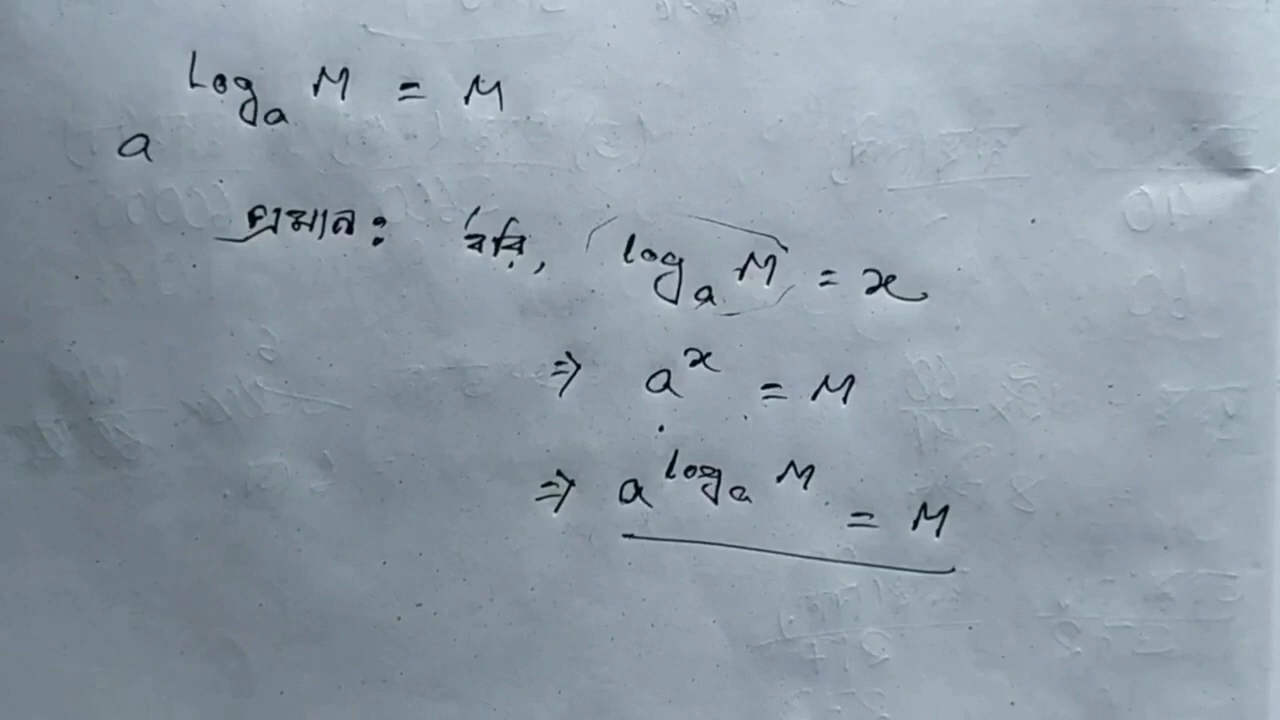 a^{Log_a M} = M
প্রমাণ: ধরি, log_a M = x
⇒ a^x = M
⇒ a^{log_a M} = M